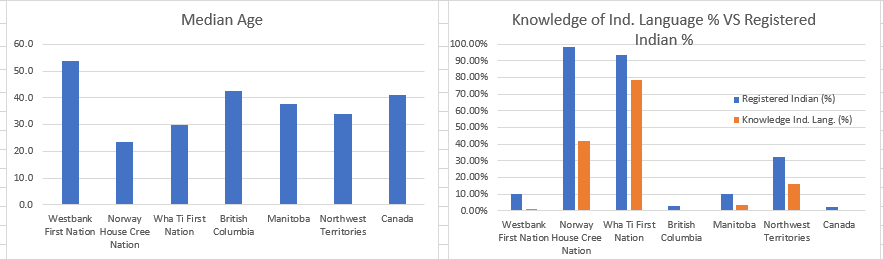 Median Age
60.0
50.0
40.0
30.0
20.0
10.0
0.0
Westbank
First Nation
Norway
House Cree
Nation
Wha Ti First
Nation
British
Columbia
Manitoba
Northwest
Territories
Canada
Knowledge of Ind. Language % VS Registered
Indian %
100.00%
90.00%
80.00%
70.00%
60.00%
50.00%
40.00%
30.00%
20.00%
10.00%
0.00%
Registered Indian (%)
Knowledge Ind. Lang. (%)
Westbank
First Nation
Norway
House Cree
Nation
Wha Ti First
Nation
British
Columbia
Manitoba
Northwest
Territories
Canada